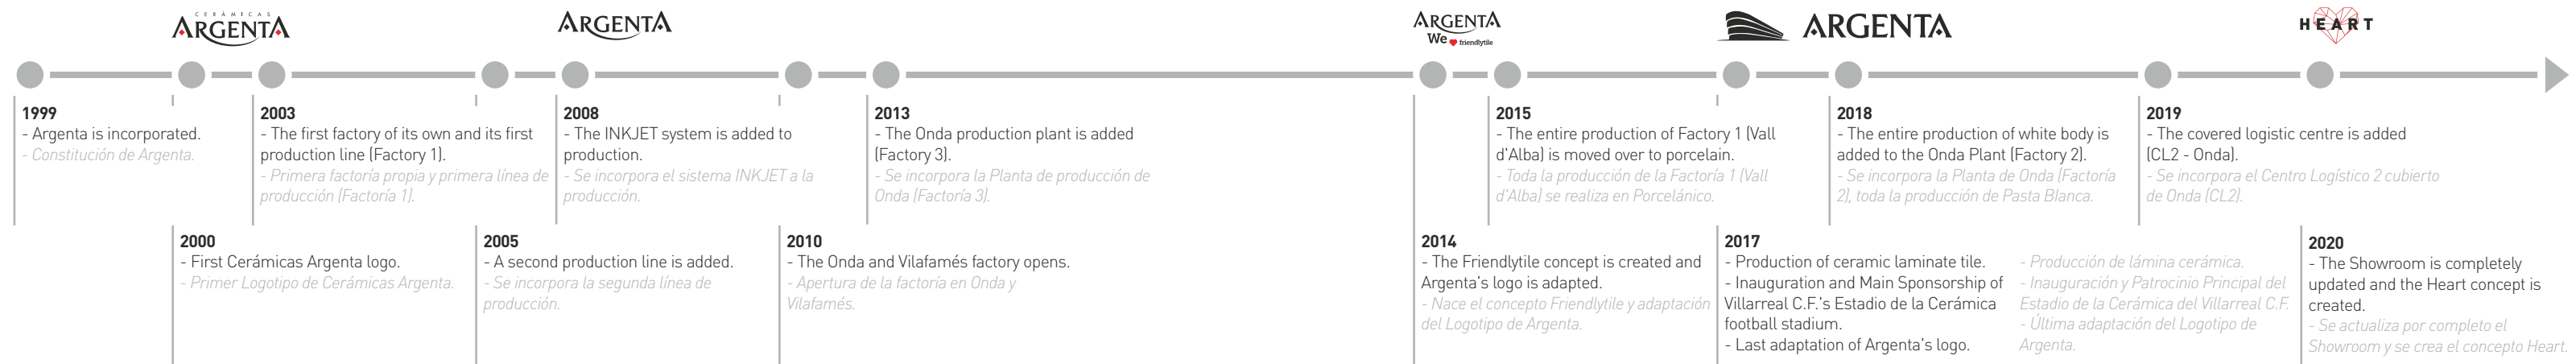 CERÁMICAS
ARGENTA
ARGENTA
ARGENTA
We friendlytile
ARGENTA
HEART
1999
- Argenta is incorporated.
- Constitución de Argenta.
2000
- First Cerámicas Argenta logo.
- Primer Logotipo de Cerámicas Argenta.
2003
- The first factory of its own and its first
production line (Factory 1).
- Primera factoría propia y primera línea de
producción (Factoría 1).
2005
- A second production line is added.
- Se incorpora la segunda línea de
producción.
2008
- The INKJET system is added to
production.
- Se incorpora el sistema INKJET a la
producción.
2010
- The Onda and Vilafamés factory opens.
- Apertura de la factoría en Onda y
Vilafamés.
2013
- The Onda production plant is added
(Factory 3).
- Se incorpora la Planta de producción de
Onda (Factoría 3).
2014
- The Friendlytile concept is created and
Argenta's logo is adapted.
- Nace el concepto Friendlytile y adaptación
del Logotipo de Argenta.
2015
- The entire production of Factory 1 (Vall
d'Alba) is moved over to porcelain.
- Toda la producción de la Factoría 1 (Vall
d'Alba) se realiza en Porcelánico.
2017
- Production of ceramic laminate tile.
- Inauguration and Main Sponsorship of
Villarreal C.F.'s Estadio de la Cerámica
football stadium.
- Last adaptation of Argenta's logo.
- Producción de lámina cerámica.
- Inauguración y Patrocinio Principal del
Estadio de la Cerámica del Villarreal C.F.
- Última adaptación del Logotipo de
Argenta.
2018
- The entire production of white body is
added to the Onda Plant (Factory 2).
- Se incorpora la Planta de Onda (Factoría
2), toda la producción de Pasta Blanca.
2019
- The covered logistic centre is added
(CL2 - Onda).
- Se incorpora el Centro Logístico 2 cubierto
de Onda (CL2).
2020
- The Showroom is completely
updated and the Heart concept is
created.
- Se actualiza por completo el
Showroom y se crea el concepto Heart.